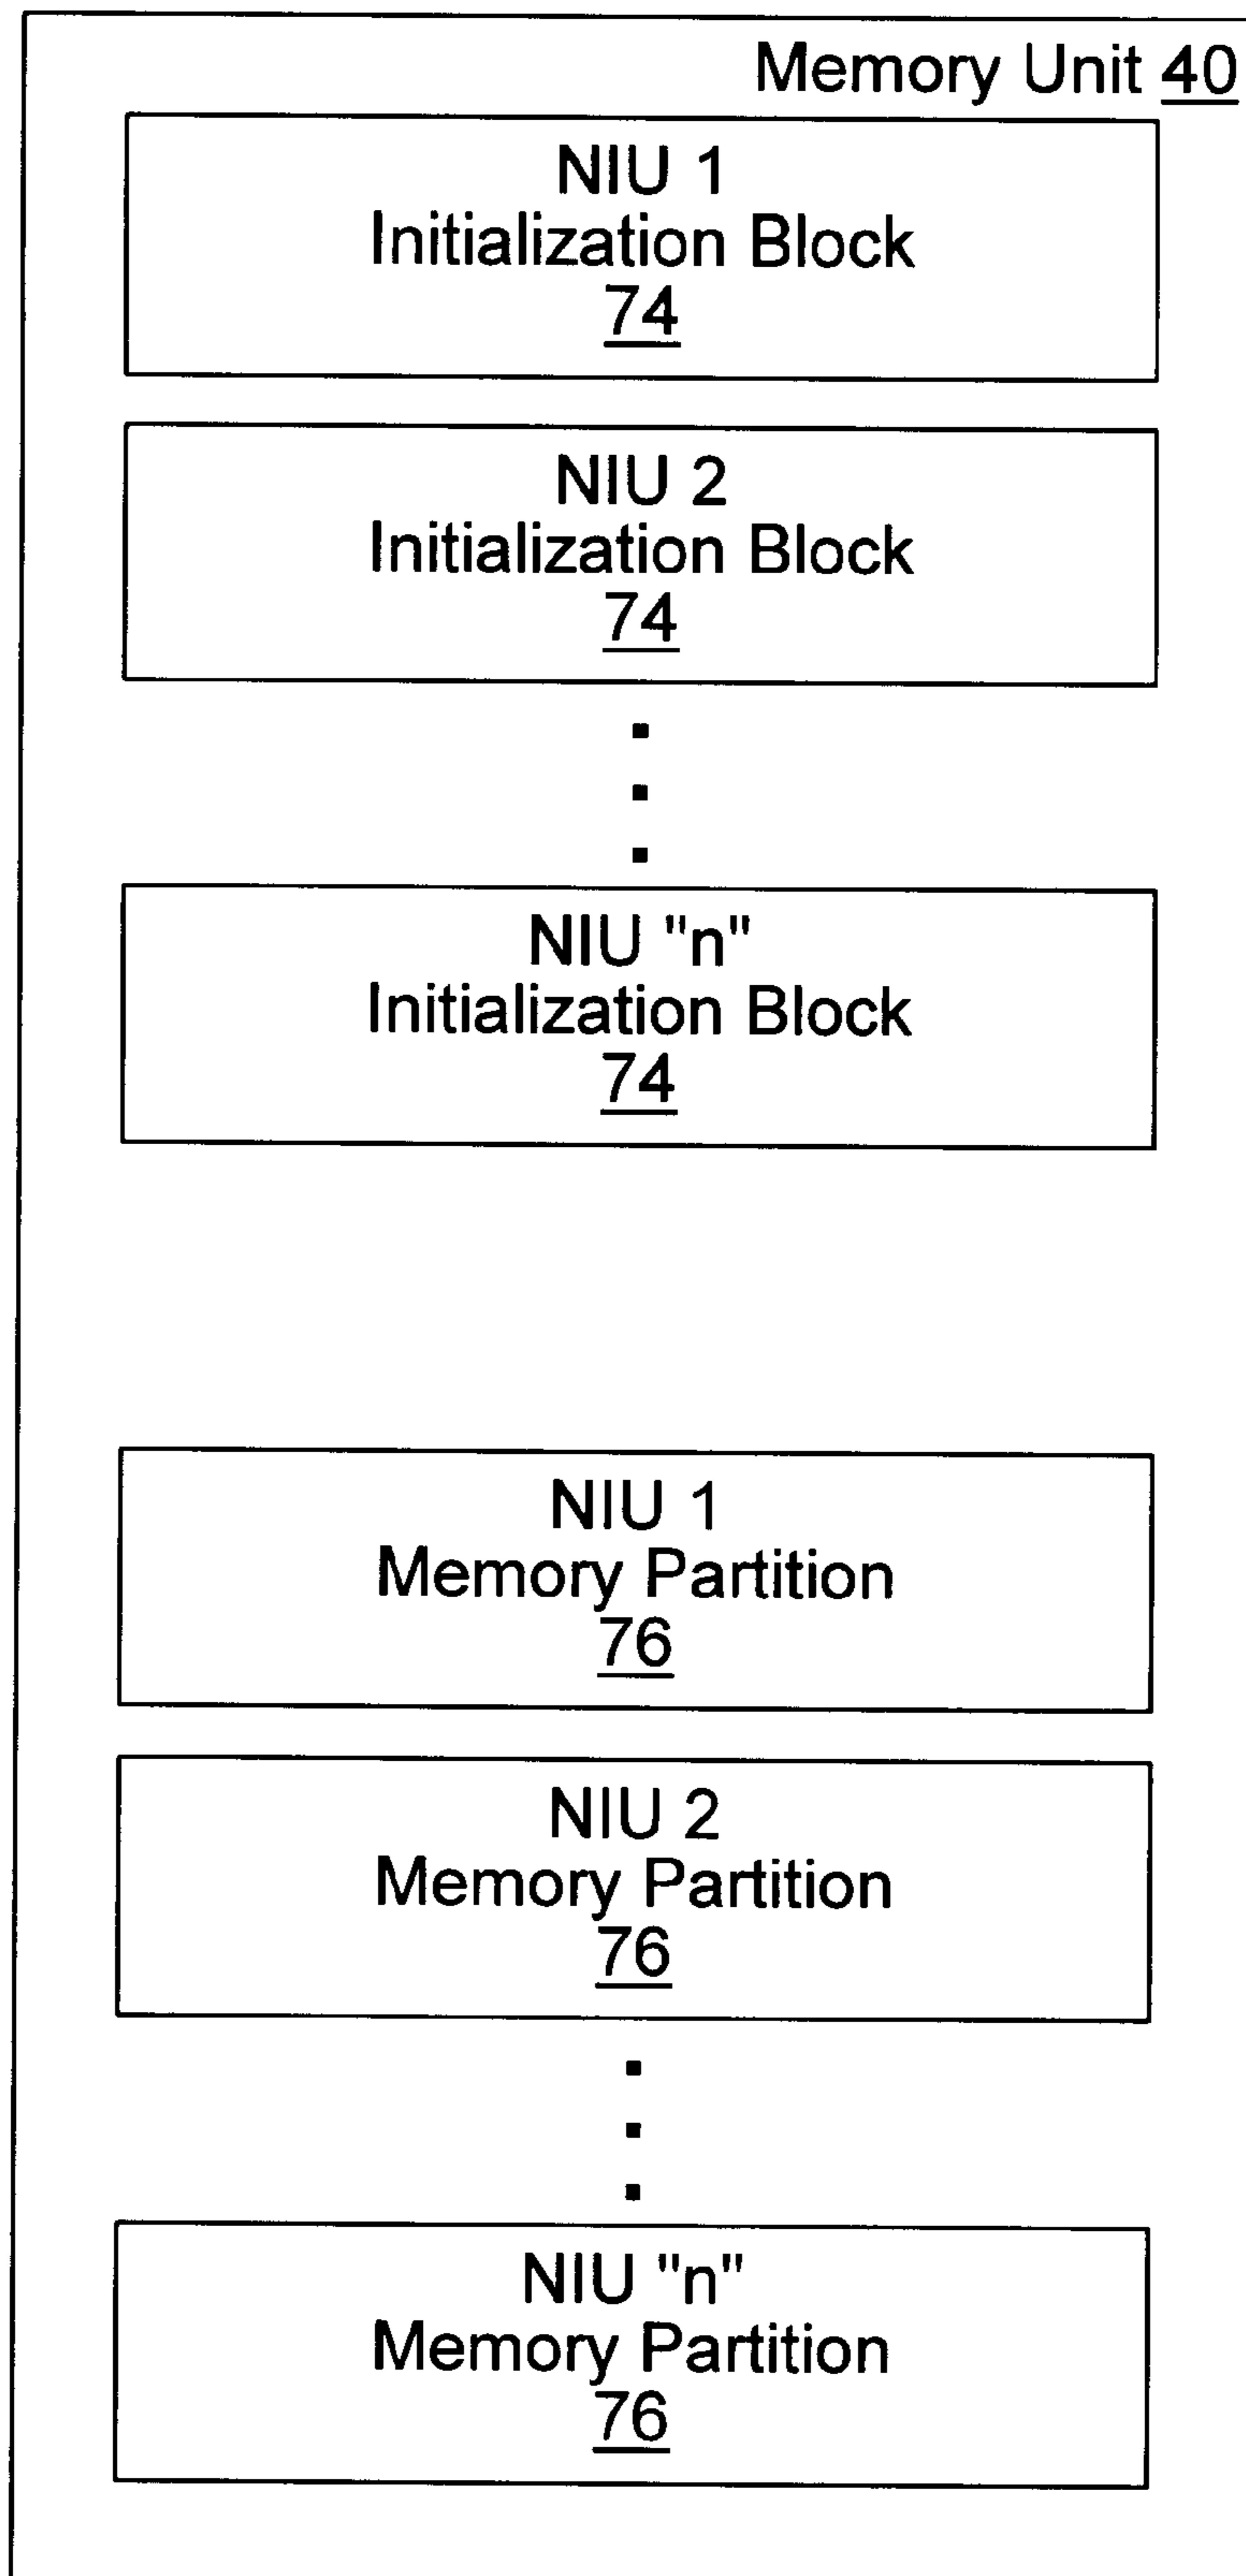 Memory Unit 40
NIU 1
Initialization Block
74
NIU 2
Initialization Block
74
NIU "n"
Initialization Block
74
NIU 1
Memory Partition
76
NIU 2
Memory Partition
76
NIU "n"
Memory Partition
76